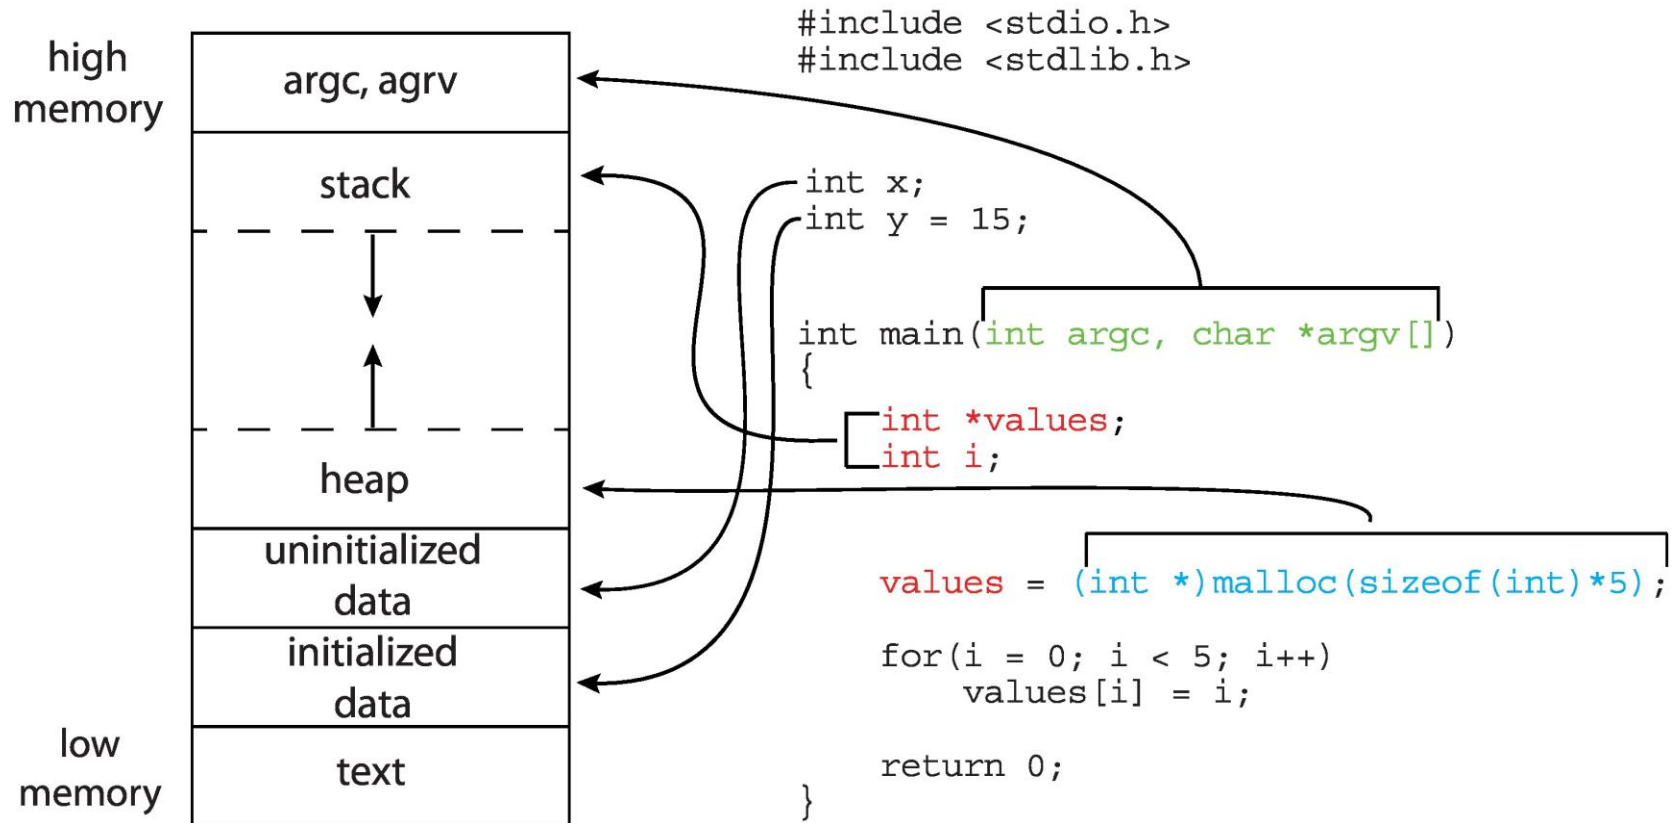 high
memory
argc, agrv
stack
heap
uninitialized
data
initialized
data
text
low
memory
#include <stdio.h>
#include <stdlib.h>
int x;
int y = 15;
int main(int argc, char *argv[])
{
int *values;
int i;
values = (int *)malloc(sizeof(int)*5);
for(i = 0; i < 5; i++)
values[i] = i;
return 0;
}